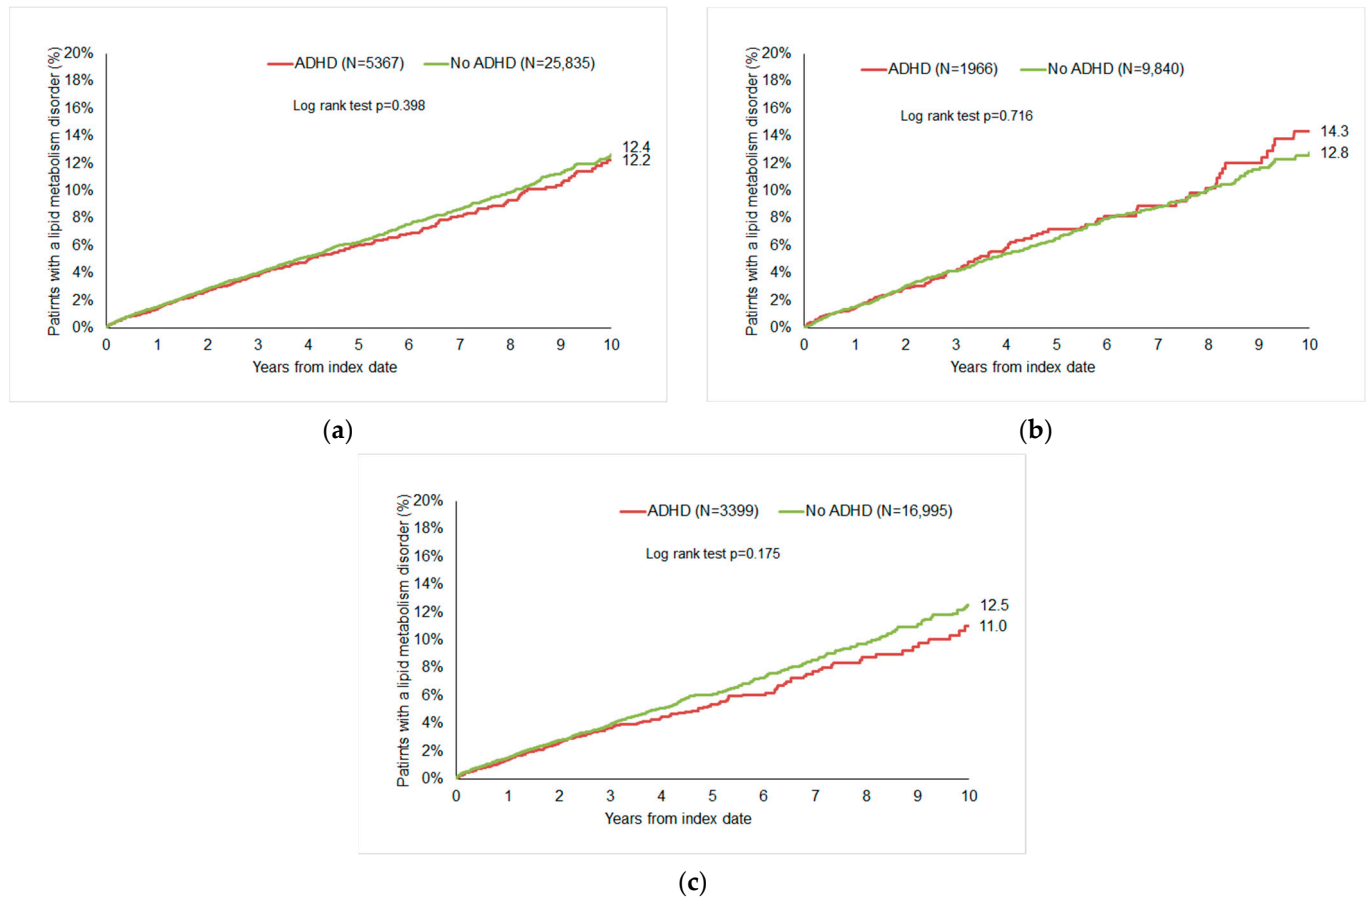 Patirnts with a lipid metabolism disorder (%)
20%
18%
16%
14%
12%
10%
8%
6%
4%
2%
0%
ADHD (N=5367) No ADHD (N=25,835)
Log rank test p=0.398
12.4
12.2
0 1 2 3 4 5 6 7 8 9 10
Years from index date
(a)
Patirnts with a lipid metabolism disorder (%)
20%
18%
16%
14%
12%
10%
8%
6%
4%
2%
0%
ADHD (N=1966) No ADHD (N=9,840)
Log rank test p=0.716
14.3
12.8
0 1 2 3 4 5 6 7 8 9 10
Years from index date
(b)
Patirnts with a lipid metabolism disorder (%)
20%
18%
16%
14%
12%
10%
8%
6%
4%
2%
0%
ADHD (N=3399) No ADHD (N=16,995)
Log rank test p=0.175
12.5
11.0
0 1 2 3 4 5 6 7 8 9 10
Years from index date
(c)